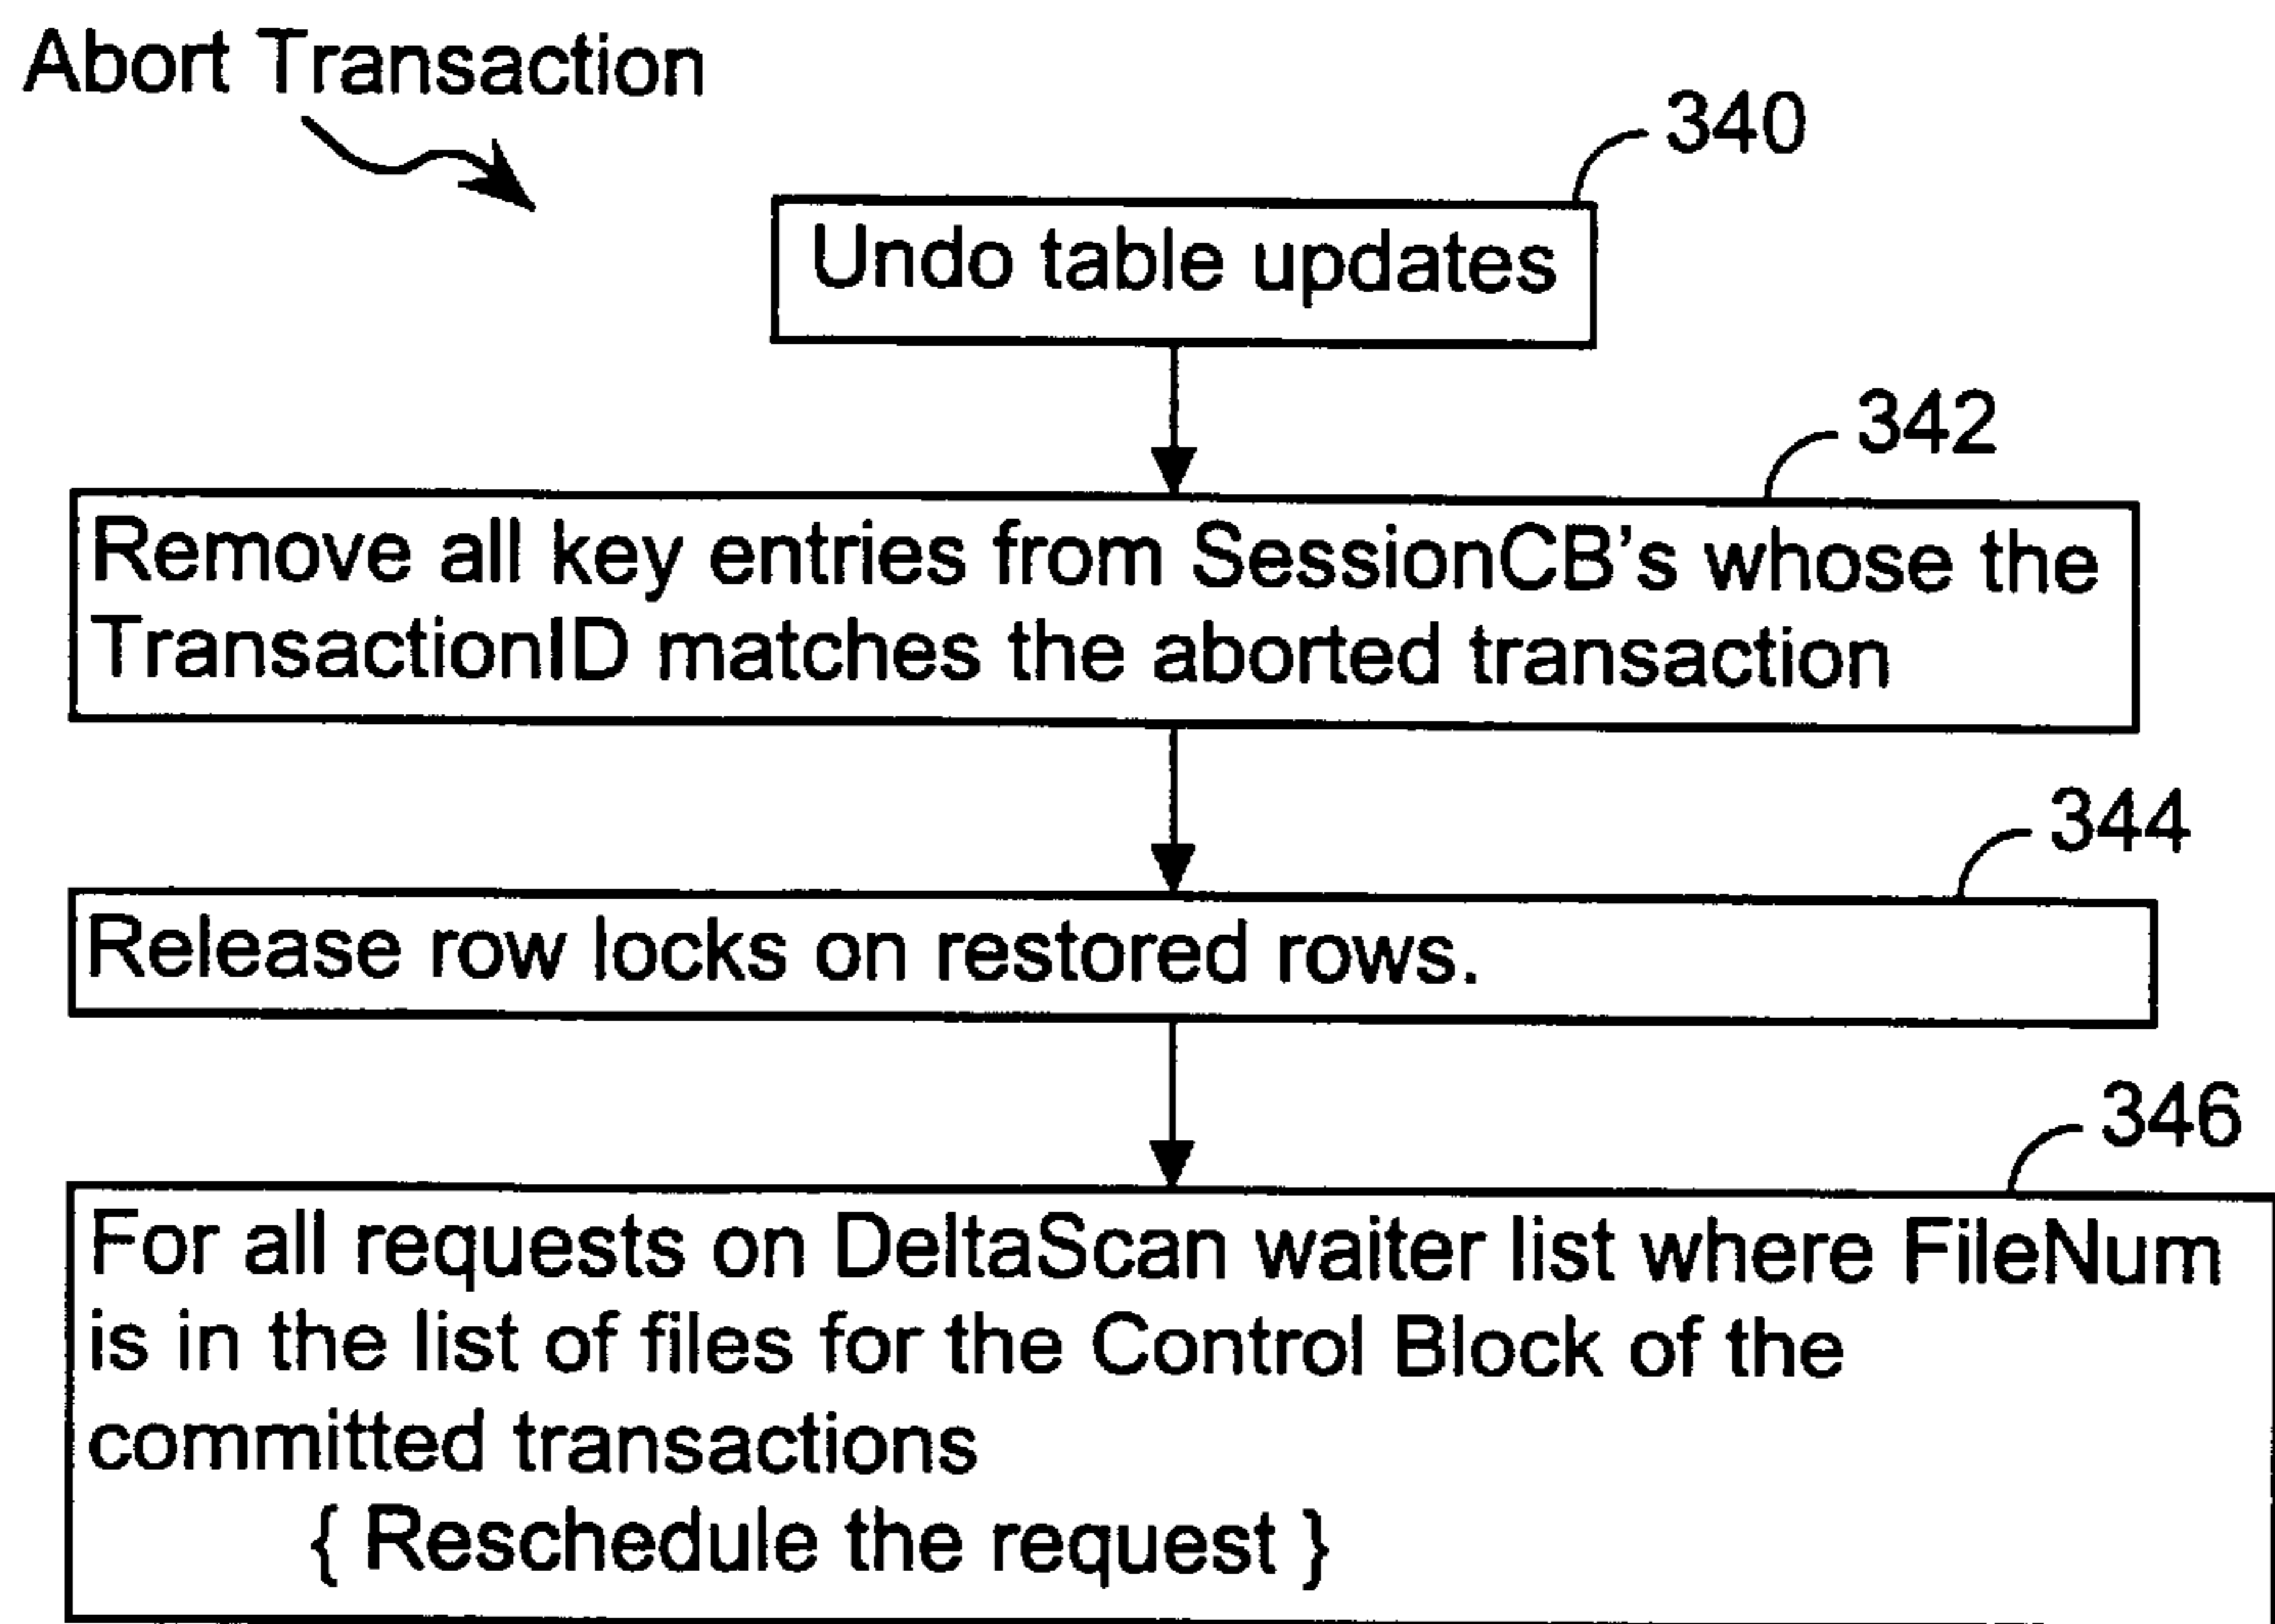 Abort Transaction
340
Undo table updates
342
Remove all key entries from SessionCB's whose the
TransactionID matches the aborted transaction
344
Release row locks on restored rows.
346
For all requests on DeltaScan waiter list where FileNum
is in the list of files for the Control Block of the
committed transactions
{ Reschedule the request }